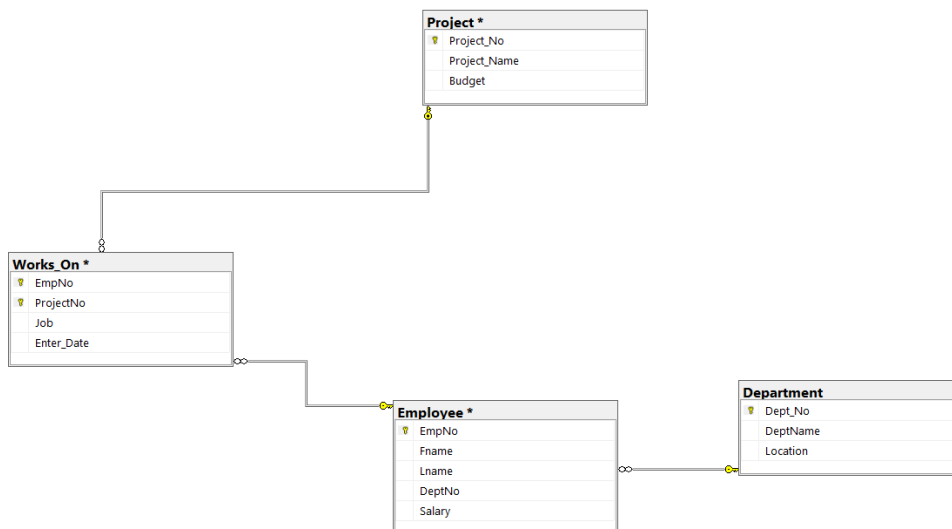 Project *
Project_No
Project_Name
Budget
Works_On *
EmpNo
ProjectNo
Job
Enter_Date
Employee *
EmpNo
Fname
Lname
DeptNo
Salary
Department
Dept_No
DeptName
Location